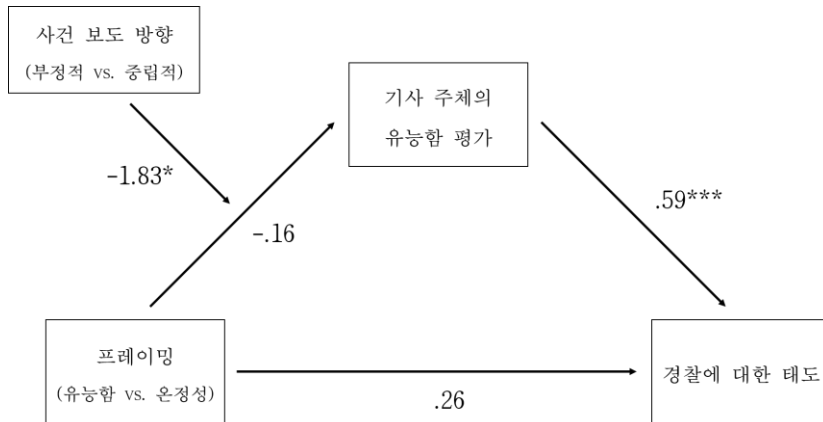 사건 보도 방향
(부정적 vs. 중립적)
기사 주체의
유능함 평가
-1.83*
-.16
.59***
프레이밍
(유능함 vs. 온정성)
.26
경찰에 대한 태도